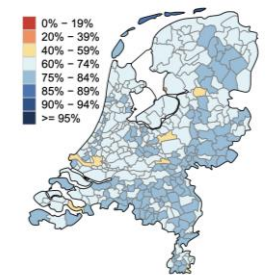 0% – 19%
20% – 39%
40% – 59%
60% – 74%
75% – 84%
85% – 89%
90% – 94%
>= 95%